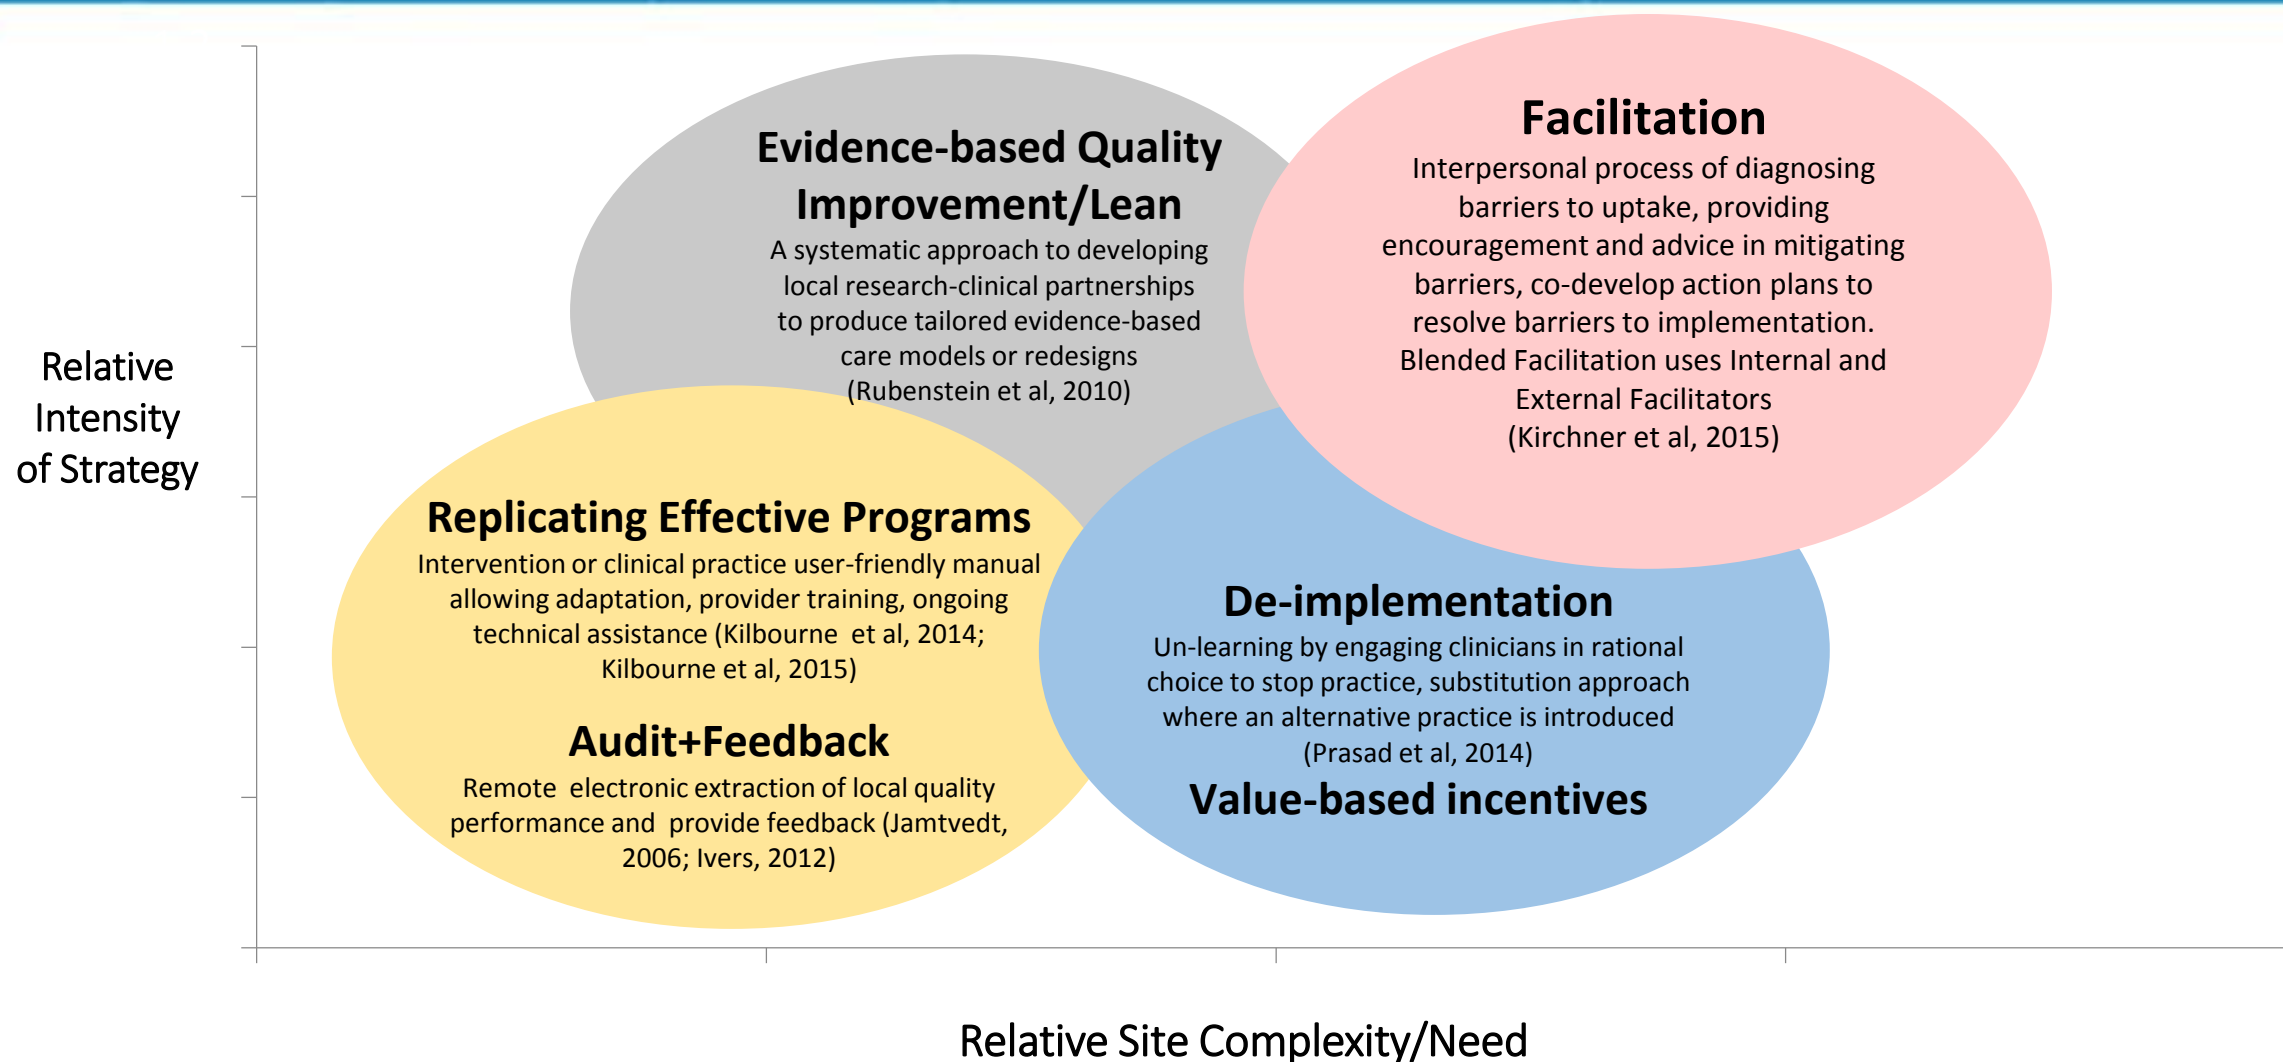 Relative
Intensity
of Strategy
Evidence-based Quality
Improvement/Lean
A systematic approach to developing
local research-clinical partnerships
to produce tailored evidence-based
care models or redesigns
(Rubenstein et al, 2010)
Facilitation
Interpersonal process of diagnosing
barriers to uptake, providing
encouragement and advice in mitigating
barriers, co-develop action plans to
resolve barriers to implementation.
Blended Facilitation uses Internal and
External Facilitators
(Kirchner et al, 2015)
Replicating Effective Programs
Intervention or clinical practice user-friendly manual
allowing adaptation, provider training, ongoing
technical assistance (Kilbourne et al, 2014;
Kilbourne et al, 2015)
Audit+Feedback
Remote electronic extraction of local quality
performance and provide feedback (Jamtvedt,
2006; Ivers, 2012)
De-implementation
Un-learning by engaging clinicians in rational
choice to stop practice, substitution approach
where an alternative practice is introduced
(Prasad et al, 2014)
Value-based incentives
Relative Site Complexity/Need